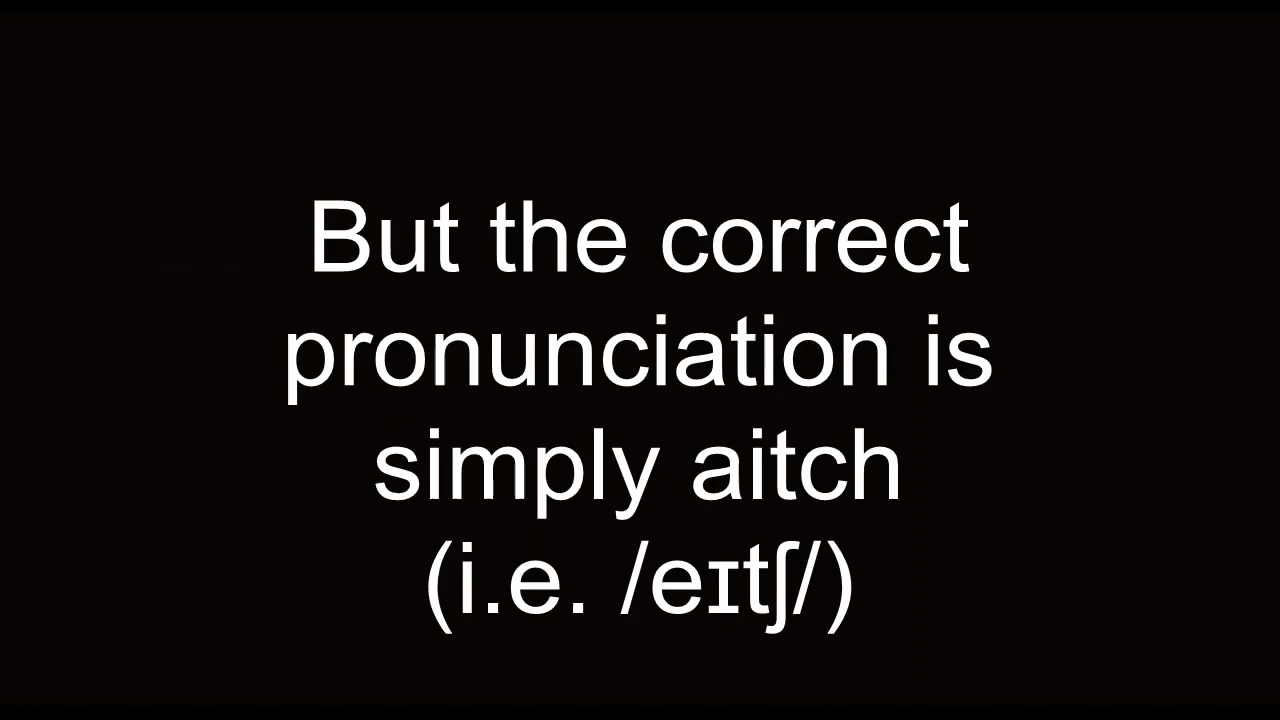 But the correct
pronunciation is
simply aitch
(i.e. /eɪtʃ/)